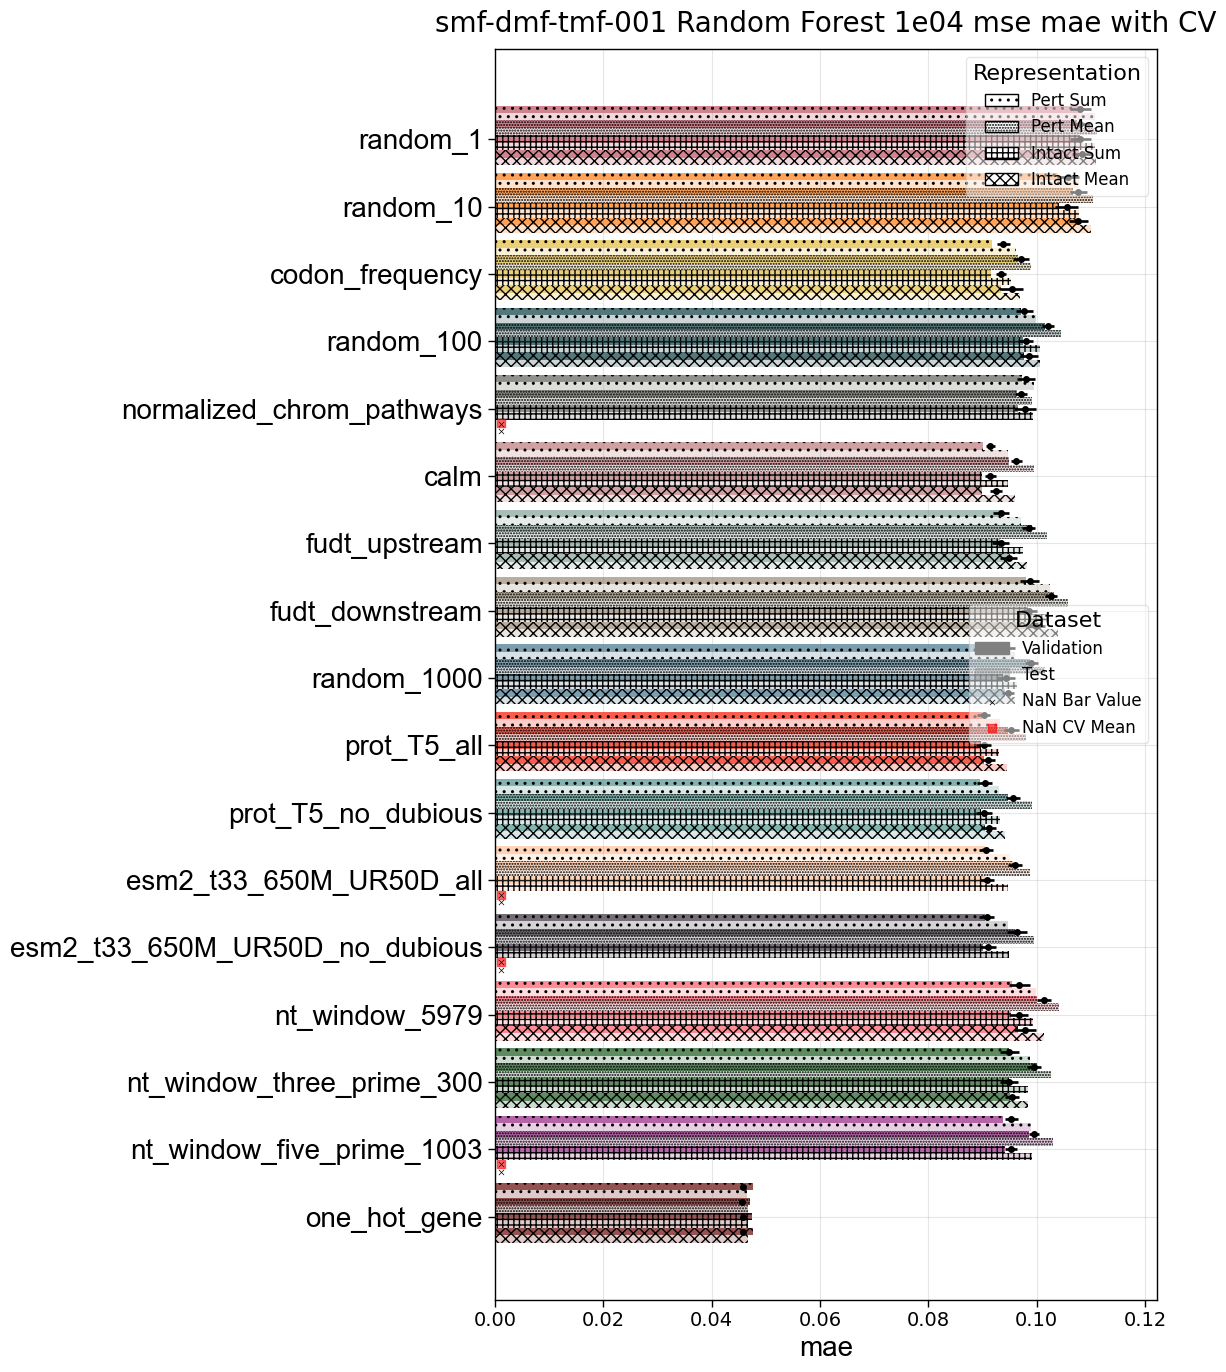 smf-dmf-tmf-001 Random Forest 1e04 mse mae with CV
Representation
Pert Sum
Pert Mean
Intact Sum
Intact Mean
random_1
random_10
codon_frequency
random_100
normalized_chrom_pathways
calm
fudt_upstream
fudt_downstream
random_1000
prot_T5_all
prot_T5_no_dubious
esm2_t33_650M_UR50D_all
esm2_t33_650M_UR50D_no_dubious
nt_window_5979
nt_window_three_prime_300
nt_window_five_prime_1003
one_hot_gene
Dataset
Validation
Test
NaN Bar Value
NaN CV Mean
0.00 0.02 0.04 0.06 0.08 0.10 0.12
mae